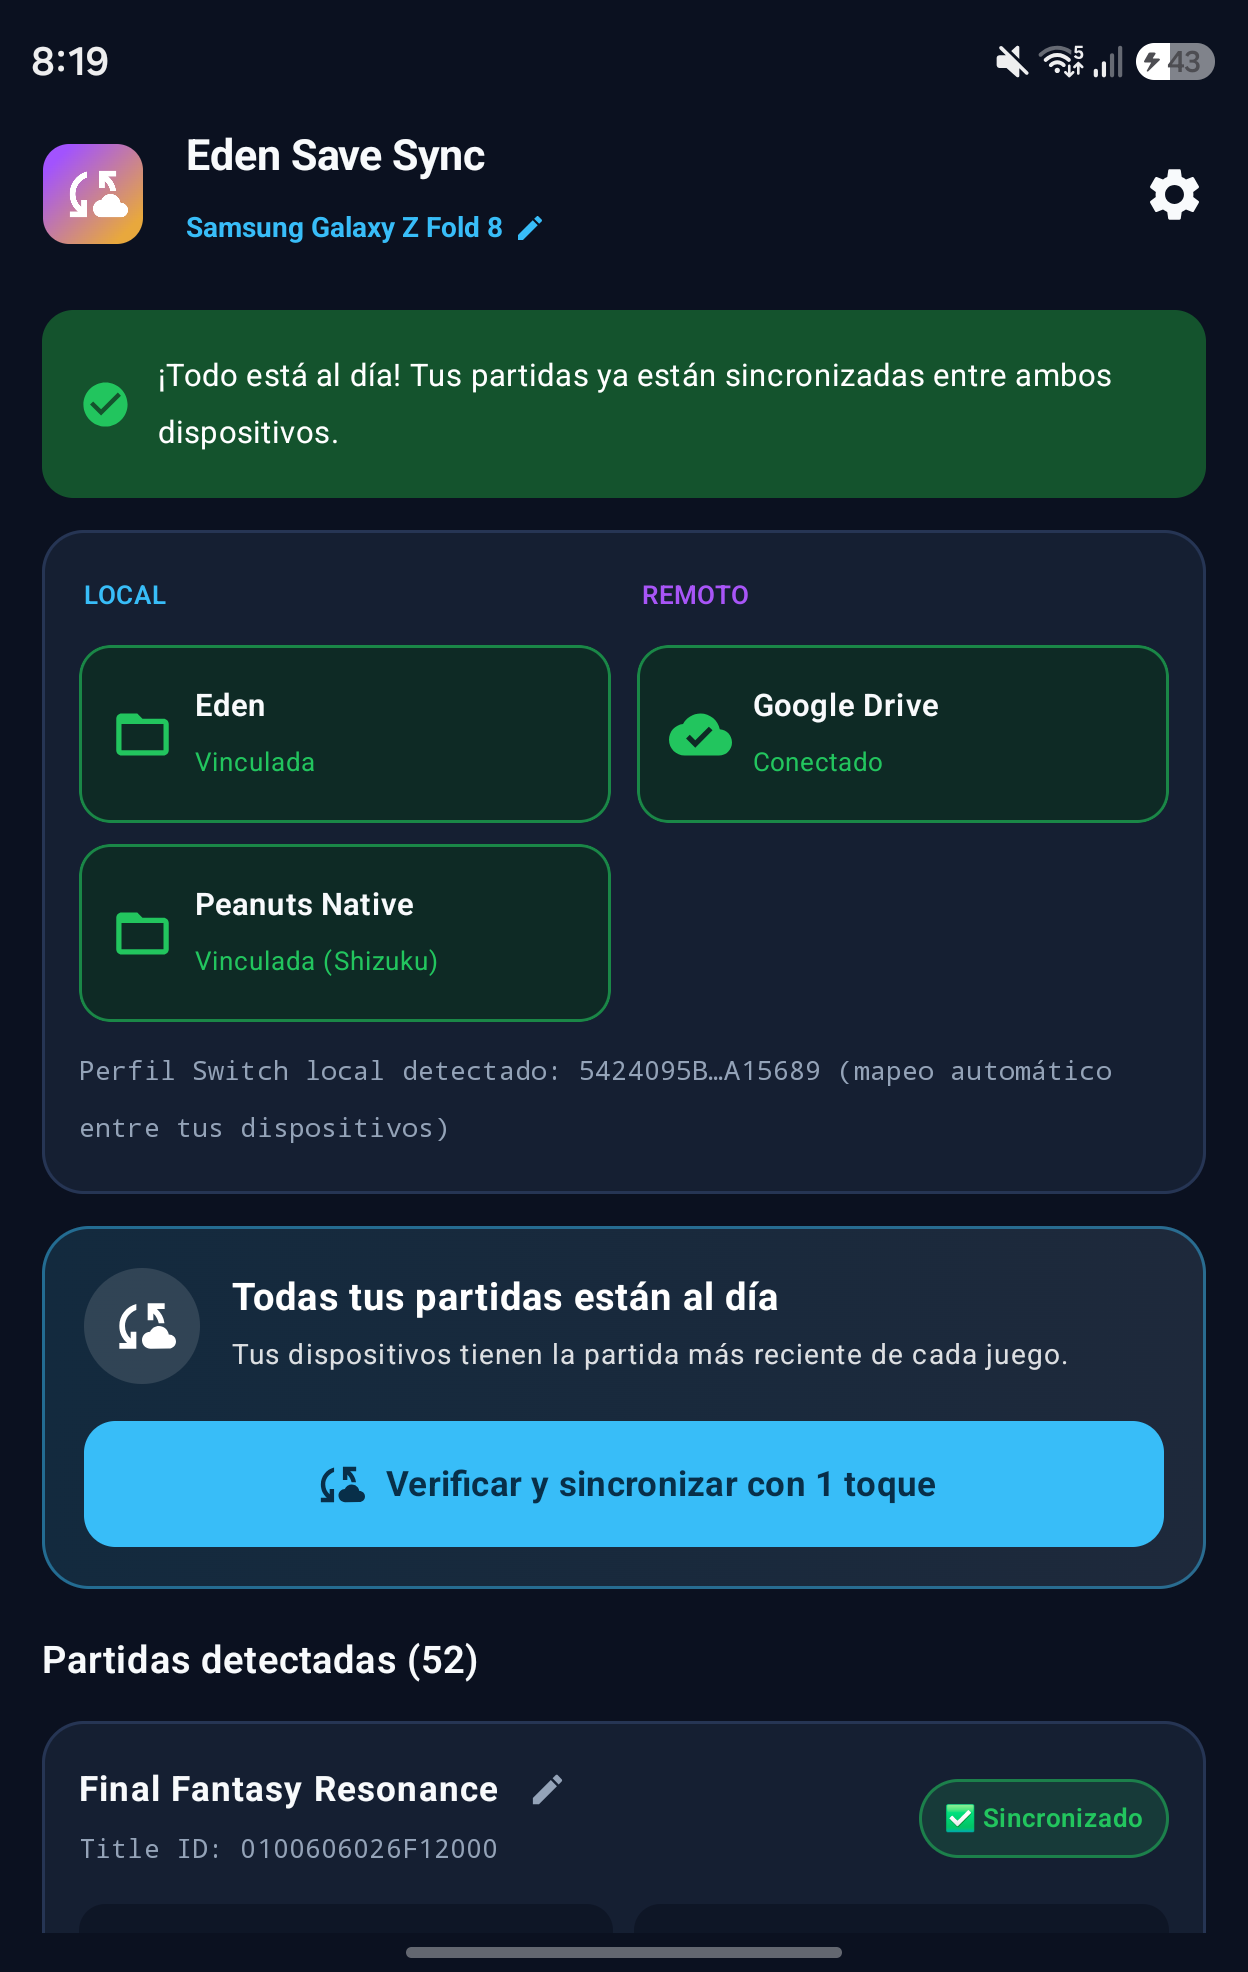 8:19
5
43
Eden Save Sync
Samsung Galaxy Z Fold 8
¡Todo está al día! Tus partidas ya están sincronizadas entre ambos
dispositivos.
LOCAL
REMOTO
Eden
Vinculada
Google Drive
Conectado
Peanuts Native
Vinculada (Shizuku)
Perfil Switch local detectado: 5424095B…A15689 (mapeo automático
entre tus dispositivos)
Todas tus partidas están al día
Tus dispositivos tienen la partida más reciente de cada juego.
Verificar y sincronizar con 1 toque
Partidas detectadas (52)
Final Fantasy Resonance
Title ID: 0100606026F12000
✅ Sincronizado